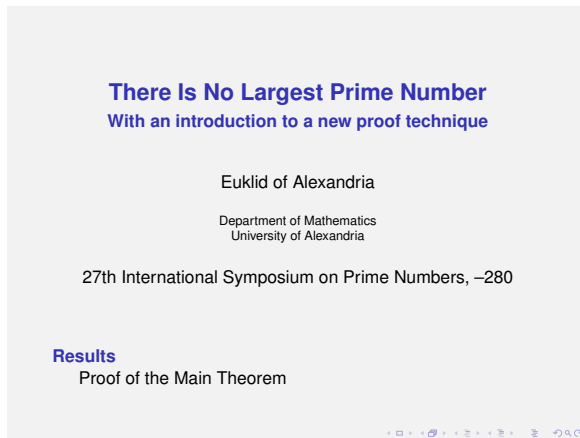 There Is No Largest Prime Number
With an introduction to a new proof technique
Euklid of Alexandria
Department of Mathematics
University of Alexandria
27th International Symposium on Prime Numbers, –280
Results
Proof of the Main Theorem